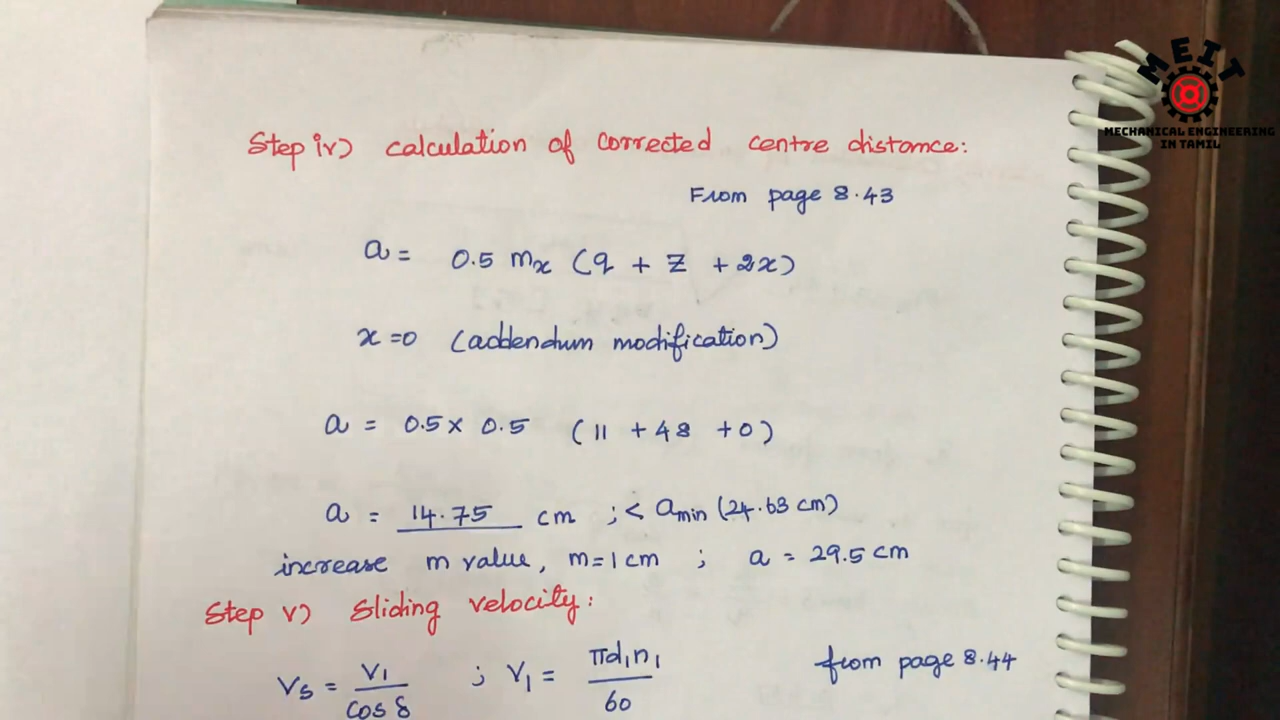 MEIT
MECHANICAL ENGINEERING
IN TAMIL
Step iv) calculation of corrected centre distance:
From page 8.43
a = 0.5 mx (q + z + 2x)
x = 0 (addendum modification)
a = 0.5 x 0.5 (11 + 48 + 0)
a = 14.75 cm ; < amin (24.63 cm)
increase m value, m = 1 cm ; a = 29.5 cm
Step v) Sliding velocity:
Vs = V1 / cos δ ; V1 = πd1n1 / 60 from page 8.44